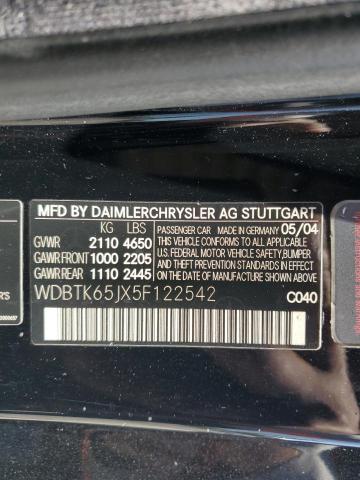 MFD BY DAIMLERCHRYSLER AG STUTTGART
KG LBS PASSENGER CAR MADE IN GERMANY 05/04
GVWR 2110 4650 THIS VEHICLE CONFORMS TO ALL APPLICABLE U.S.
GAWR FRONT 1000 2205 FEDERAL MOTOR VEHICLE SAFETY, BUMPER
GAWR REAR 1110 2445 AND THEFT PREVENTION STANDARDS IN EFFECT ON THE DATE OF MANUFACTURE SHOWN ABOVE.
WDBTK65JX5F122542 C040